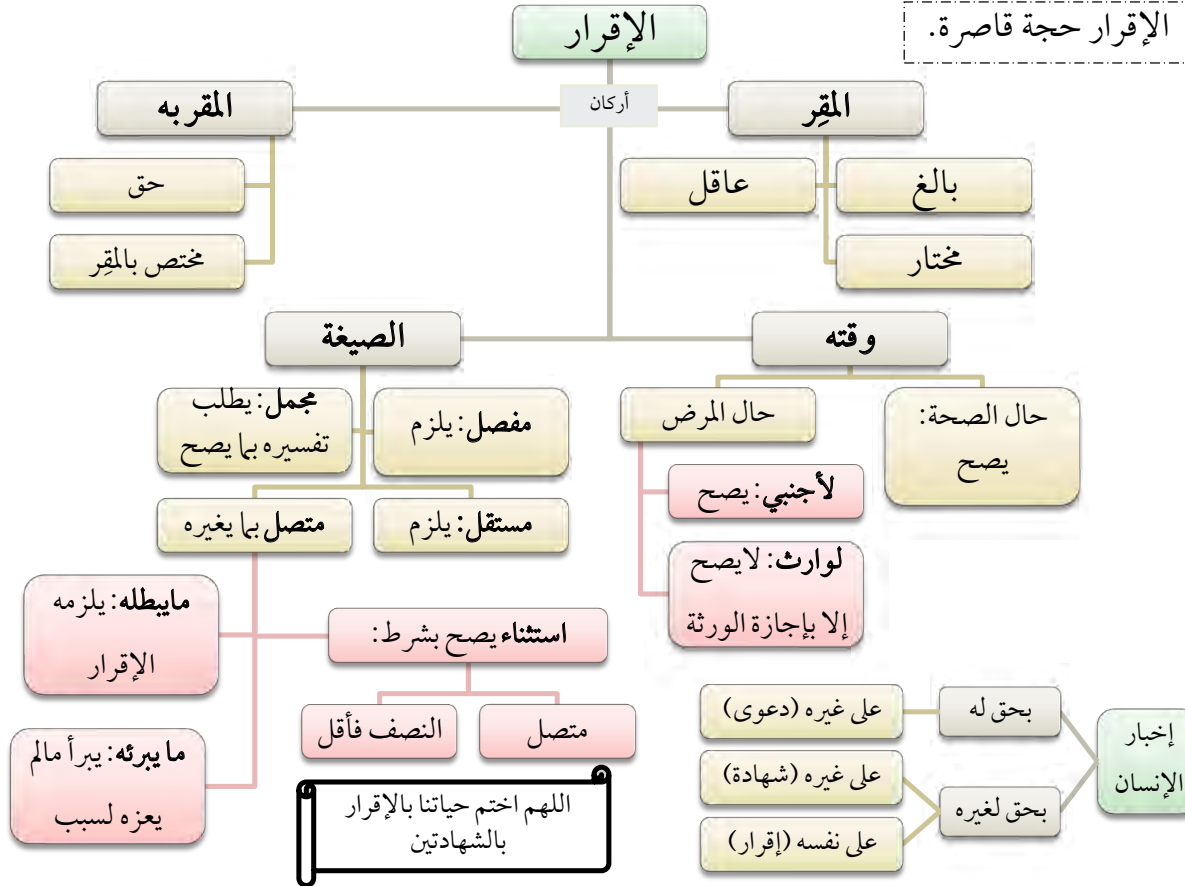 الإقرار حجة قاصرة.
الإقرار
أركان
المقِر
بالغ
عاقل
مختار
المقر به
حق
مختص بالمقِر
وقته
حال الصحة:
يصح
حال المرض
لأجنبي: يصح
لوارث: لايصح
إلا بإجازة الورثة
الصيغة
مفصل: يلزم
مجمل: يطلب
تفسيره بما يصح
مستقل: يلزم
متصل بما يغيره
استثناء يصح بشرط:
متصل
النصف فأقل
مايبطله: يلزمه
الإقرار
ما يبرئه: يبرأ مالم
يعزه لسبب
إخبار
الإنسان
بحق له
على غيره (دعوى)
بحق لغيره
على غيره (شهادة)
على نفسه (إقرار)
اللهم اختم حياتنا بالإقرار
بالشهادتين